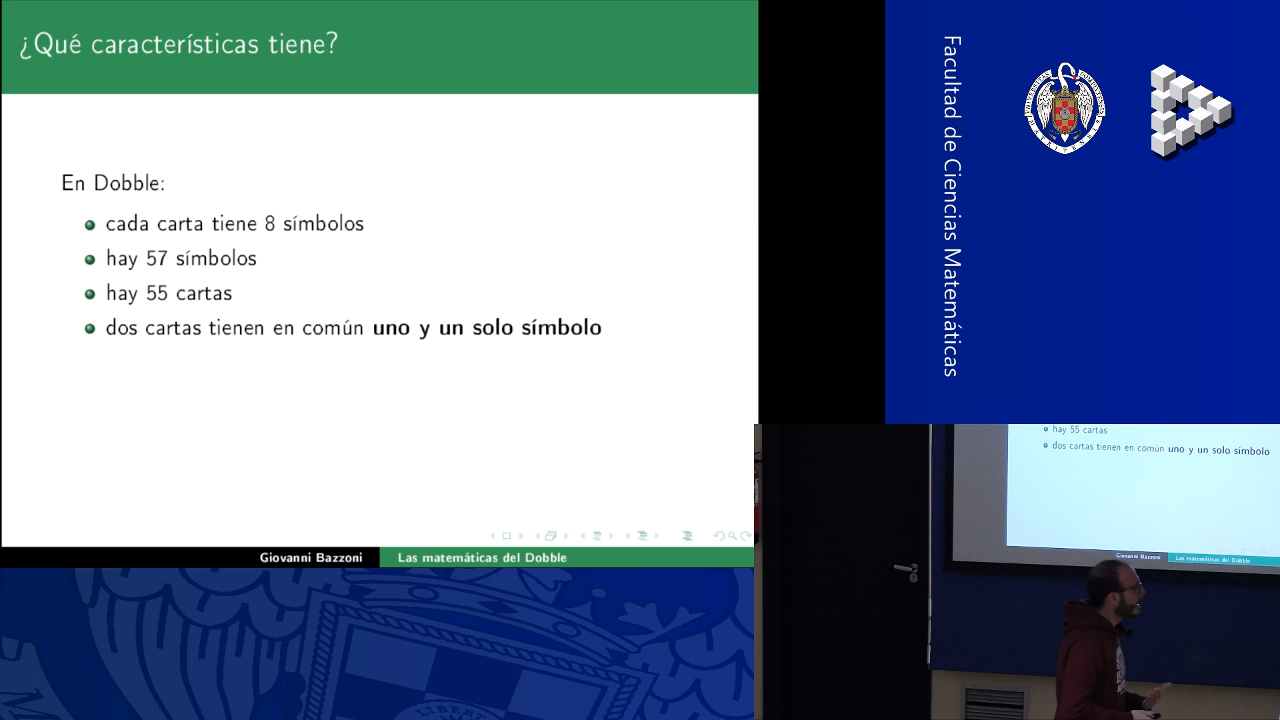 ¿Qué características tiene?
En Dobble:
cada carta tiene 8 símbolos
hay 57 símbolos
hay 55 cartas
dos cartas tienen en común uno y un solo símbolo
Giovanni Bazzoni
Las matemáticas del Dobble
Facultad de Ciencias Matemáticas
hay 55 cartas
dos cartas tienen en común uno y un solo símbolo
Giovanni Bazzoni
Las matemáticas del Dobble
LIBERT